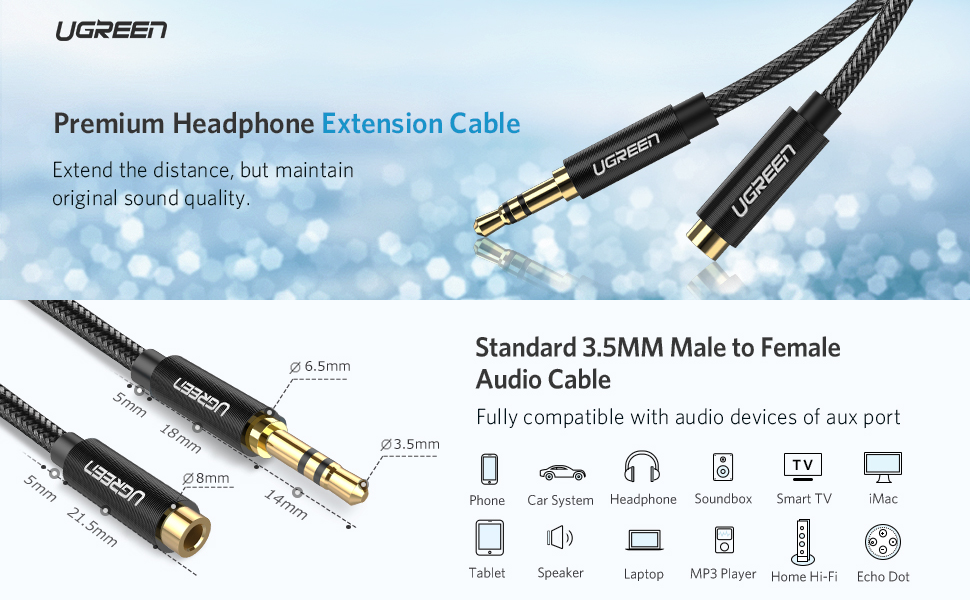 UGREEN
Premium Headphone Extension Cable
Extend the distance, but maintain
original sound quality.
UGREEN
UGREEN
Standard 3.5MM Male to Female
Audio Cable
Fully compatible with audio devices of aux port
Ø 6.5mm
Ø3.5mm
UGREEN
5mm
18mm
14mm
Ø8mm
UGREEN
5mm
21.5mm
Phone
Car System
Headphone
Soundbox
TV
Smart TV
iMac
Tablet
Speaker
Laptop
MP3 Player
Home Hi-Fi
Echo Dot